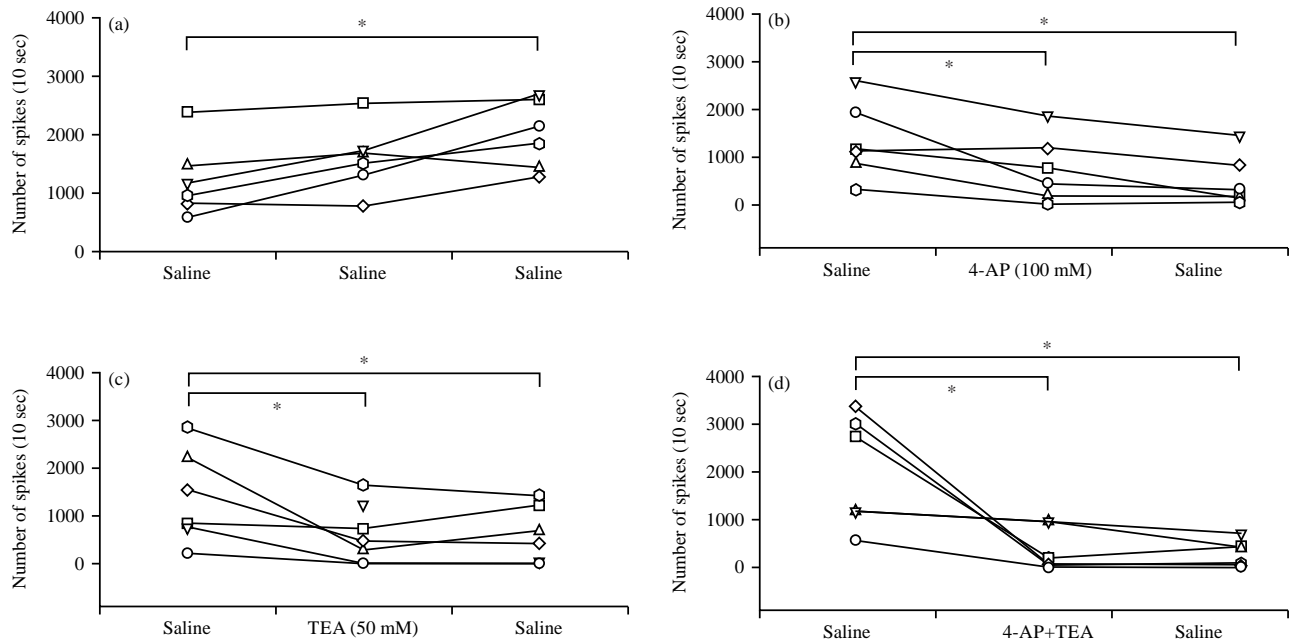 (a)
*
Number of spikes (10 sec)
4000
3000
2000
1000
0
Saline Saline Saline
(b)
*
*
Number of spikes (10 sec)
4000
3000
2000
1000
0
Saline 4-AP (100 mM) Saline
(c)
*
*
Number of spikes (10 sec)
4000
3000
2000
1000
0
Saline TEA (50 mM) Saline
(d)
*
*
Number of spikes (10 sec)
4000
3000
2000
1000
0
Saline 4-AP+TEA Saline